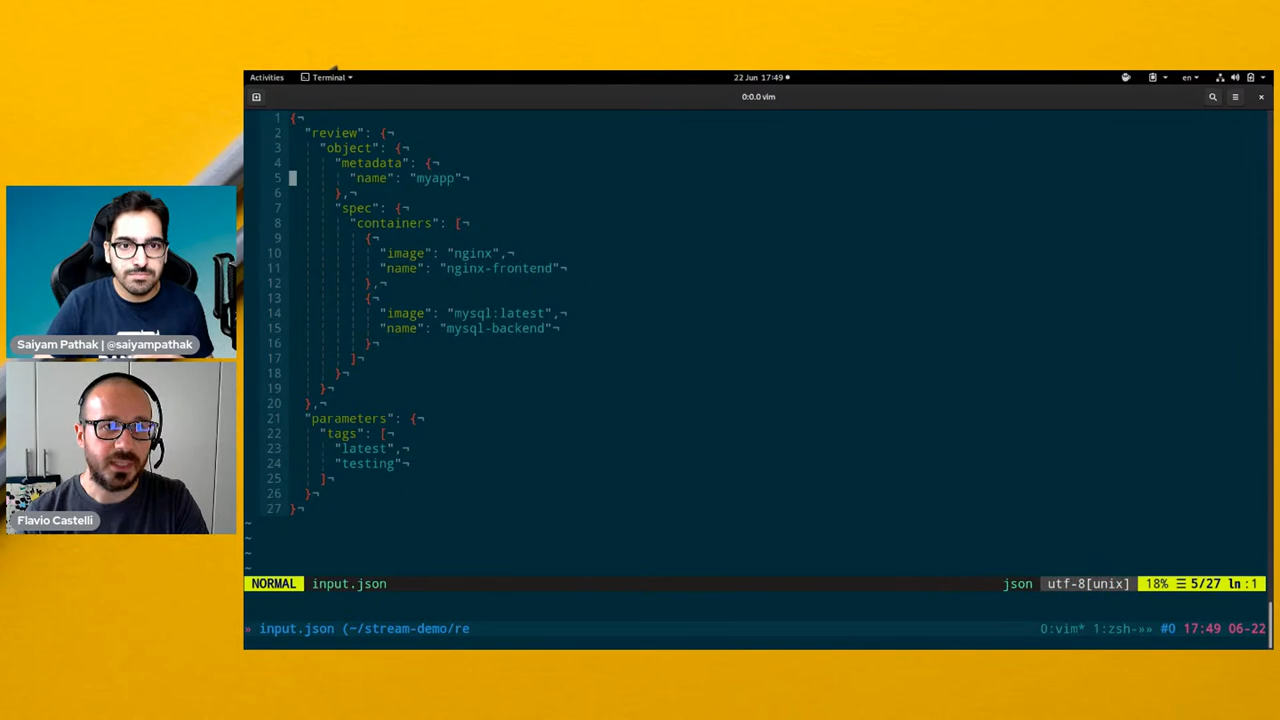 Activities Terminal 22 Jun 17:49 en
0:0.0 vim
1 {¬
2 "review": {¬
3 "object": {¬
4 "metadata": {¬
5 "name": "myapp"¬
6 },¬
7 "spec": {¬
8 "containers": [¬
9 {¬
10 "image": "nginx",¬
11 "name": "nginx-frontend"¬
12 },¬
13 {¬
14 "image": "mysql:latest",¬
15 "name": "mysql-backend"¬
16 }¬
17 ]¬
18 }¬
19 }¬
20 },¬
21 "parameters": {¬
22 "tags": [¬
23 "latest",¬
24 "testing"¬
25 ]¬
26 }¬
27 }¬
~
~
~
~
NORMAL input.json json utf-8[unix] 18% ☰ 5/27 ln:1
» input.json (~/stream-demo/re 0:vim* 1:zsh-»» #0 17:49 06-22
Saiyam Pathak | @saiyampathak
Flavio Castelli